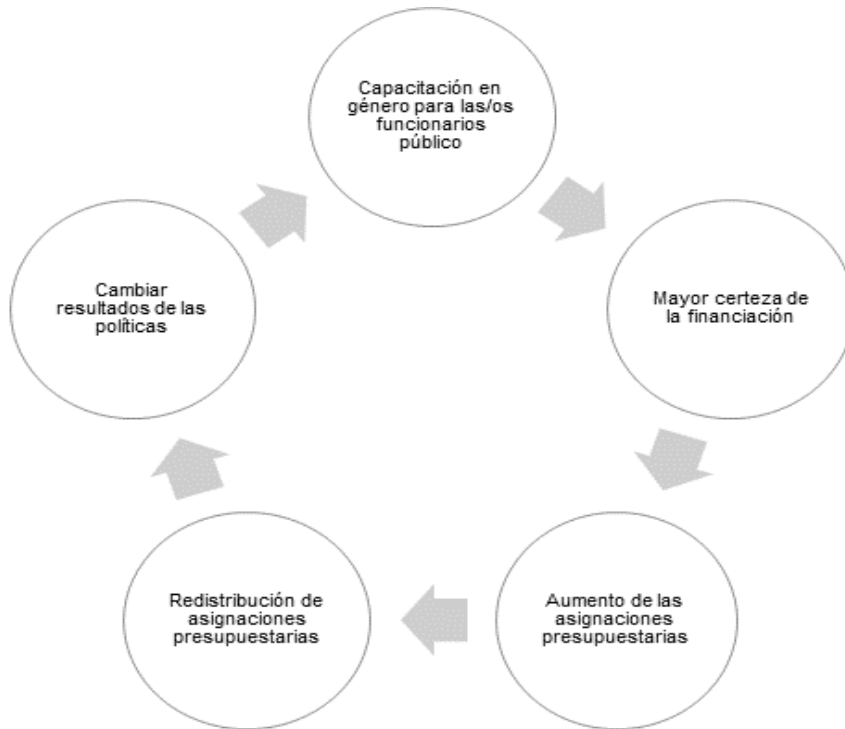 Capacitación en
género para las/os
funcionarios
público
Mayor certeza de
la financiación
Aumento de las
asignaciones
presupuestarias
Redistribución de
asignaciones
presupuestarias
Cambiar
resultados de las
políticas